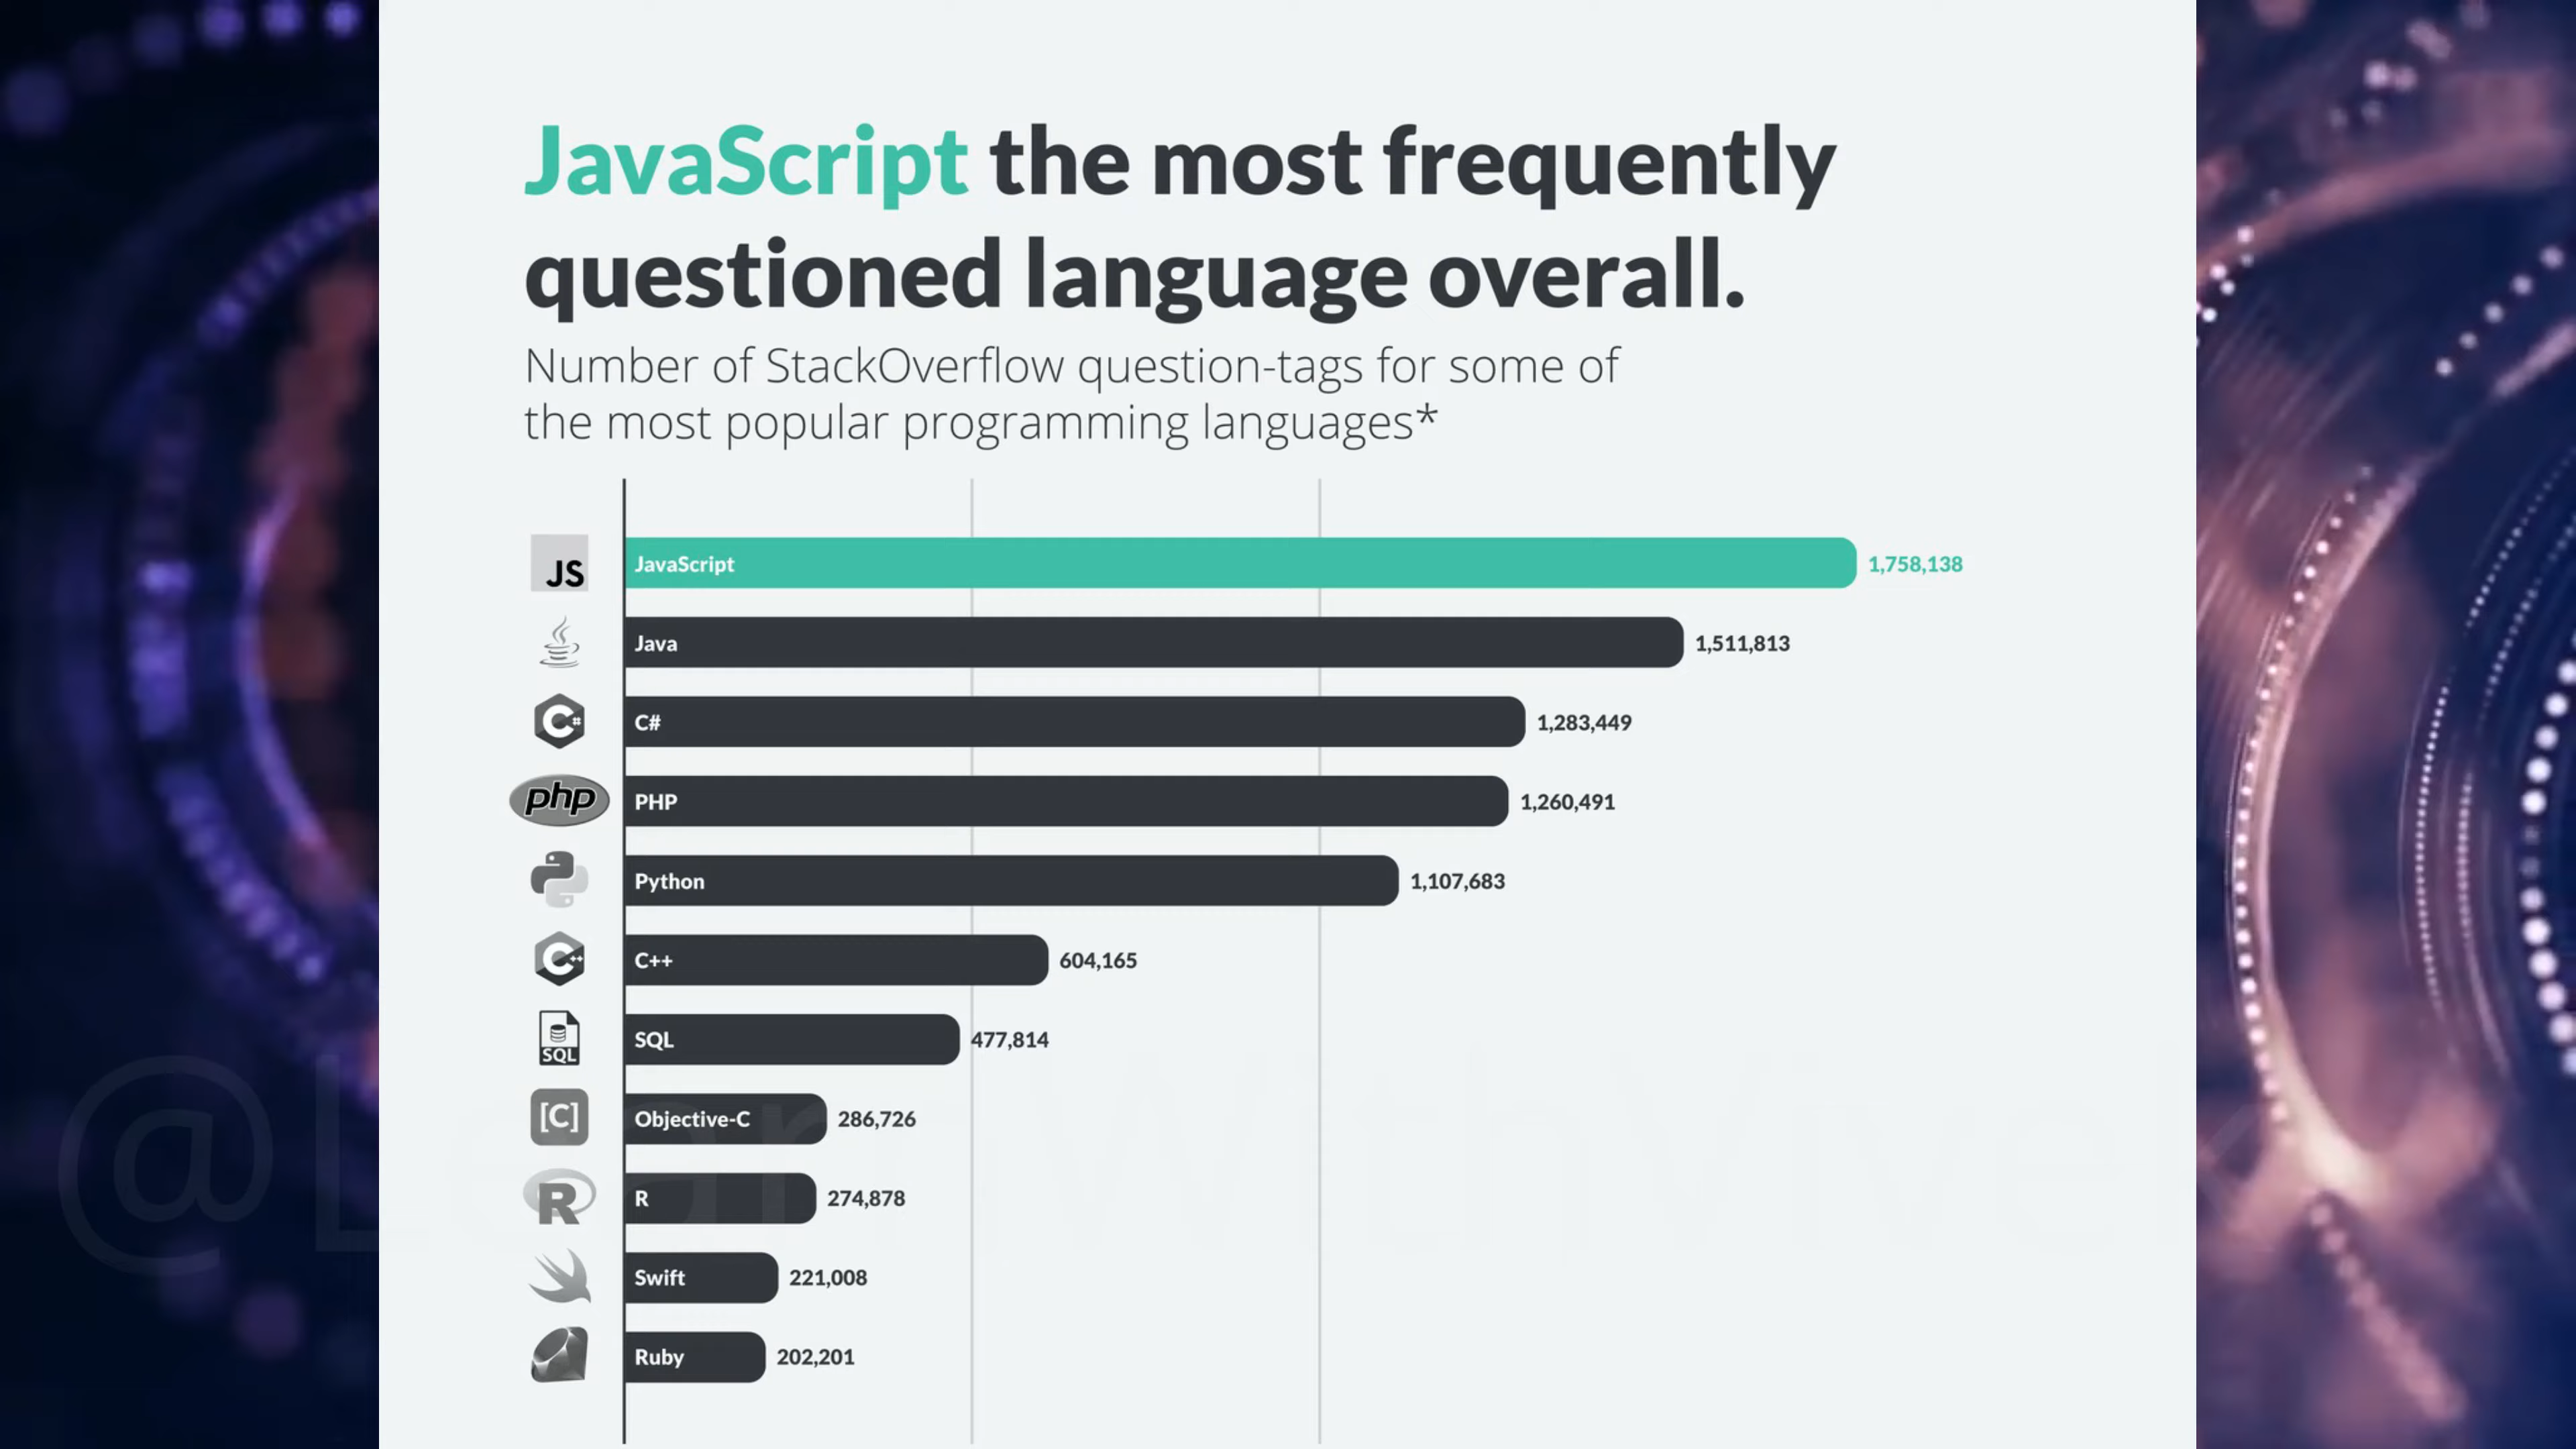 JavaScript the most frequently
questioned language overall.
Number of StackOverflow question-tags for some of
the most popular programming languages*
JS JavaScript 1,758,138
Java 1,511,813
C# C# 1,283,449
php PHP 1,260,491
Python 1,107,683
C++ C++ 604,165
SQL SQL 477,814
[C] Objective-C 286,726
R R 274,878
Swift 221,008
Ruby 202,201
@LearnWithVivek